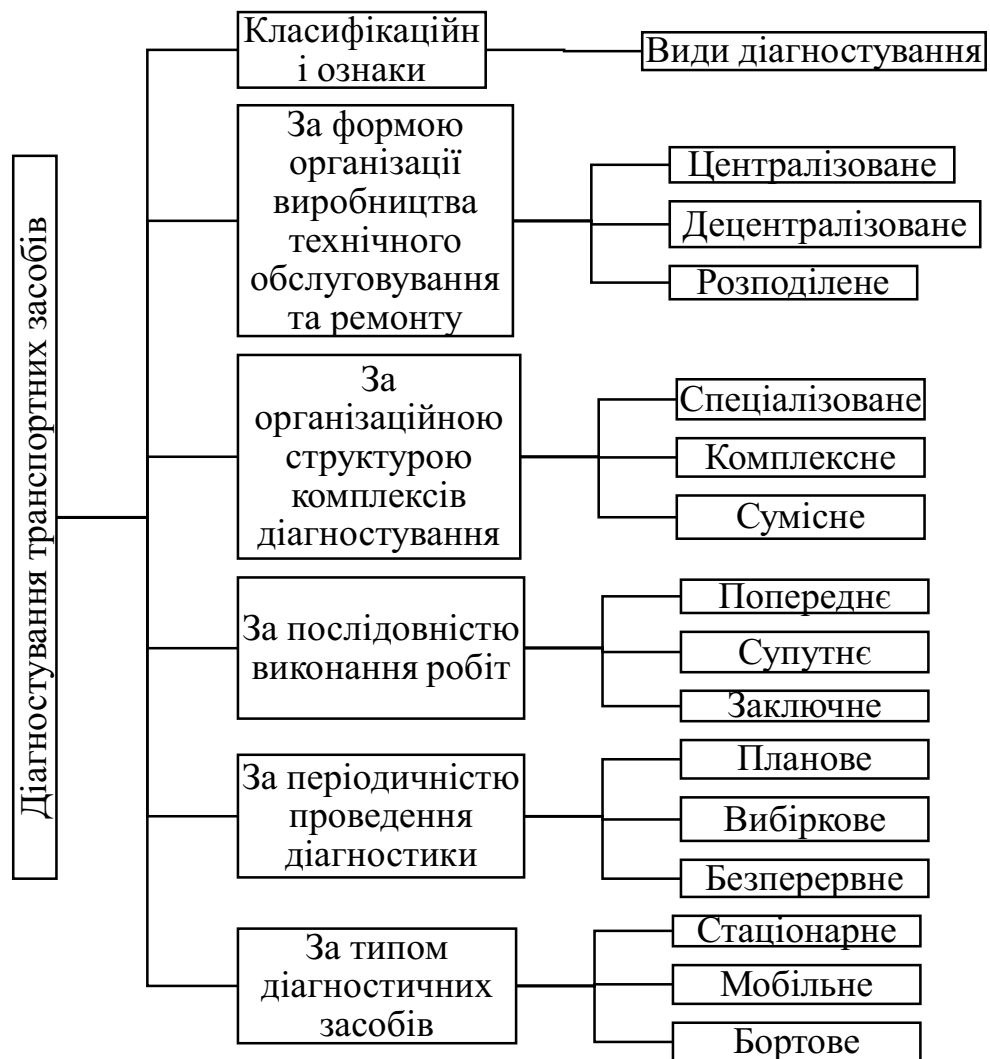 Діагностування транспортних засобів
Класифікаційн
і ознаки
Види діагностування
За формою
організації
виробництва
технічного
обслуговування
та ремонту
Централізоване
Децентралізоване
Розподілене
За
організаційною
структурою
комплексів
діагностування
Спеціалізоване
Комплексне
Сумісне
За послідовністю
виконання робіт
Попереднє
Супутнє
Заключне
За періодичністю
проведення
діагностики
Планове
Вибіркове
Безперервне
За типом
діагностичних
засобів
Стаціонарне
Мобільне
Бортове